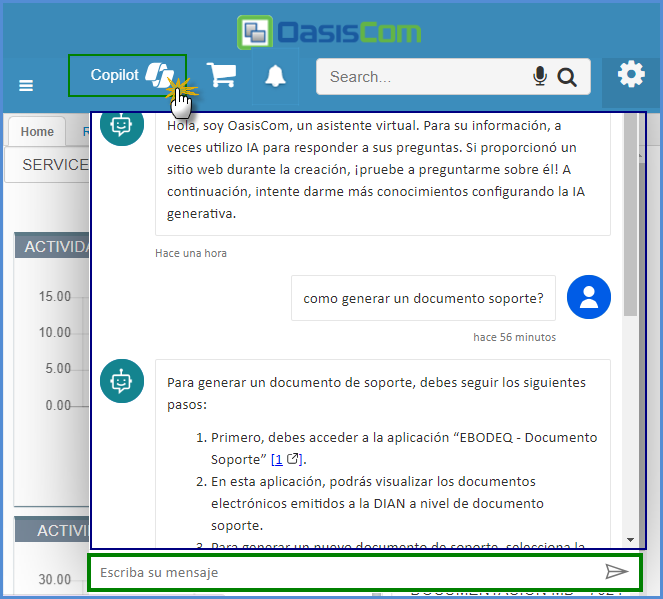 OasisCom
Copilot
Search...
Home
SERVICE
ACTIVIDA
15.00
10.00
5.00
0.00
ACTIVI
30.00
Hola, soy OasisCom, un asistente virtual. Para su información, a
veces utilizo IA para responder a sus preguntas. Si proporcionó un
sitio web durante la creación, ¡pruebe a preguntarme sobre él! A
continuación, intente darme más conocimientos configurando la IA
generativa.
Hace una hora
como generar un documento soporte?
hace 56 minutos
Para generar un documento de soporte, debes seguir los siguientes
pasos:
1. Primero, debes acceder a la aplicación “EBODEQ - Documento
Soporte” [1].
2. En esta aplicación, podrás visualizar los documentos
electrónicos emitidos a la DIAN a nivel de documento
soporte.
3. Para generar un nuevo documento de soporte, selecciona la
Escriba su mensaje